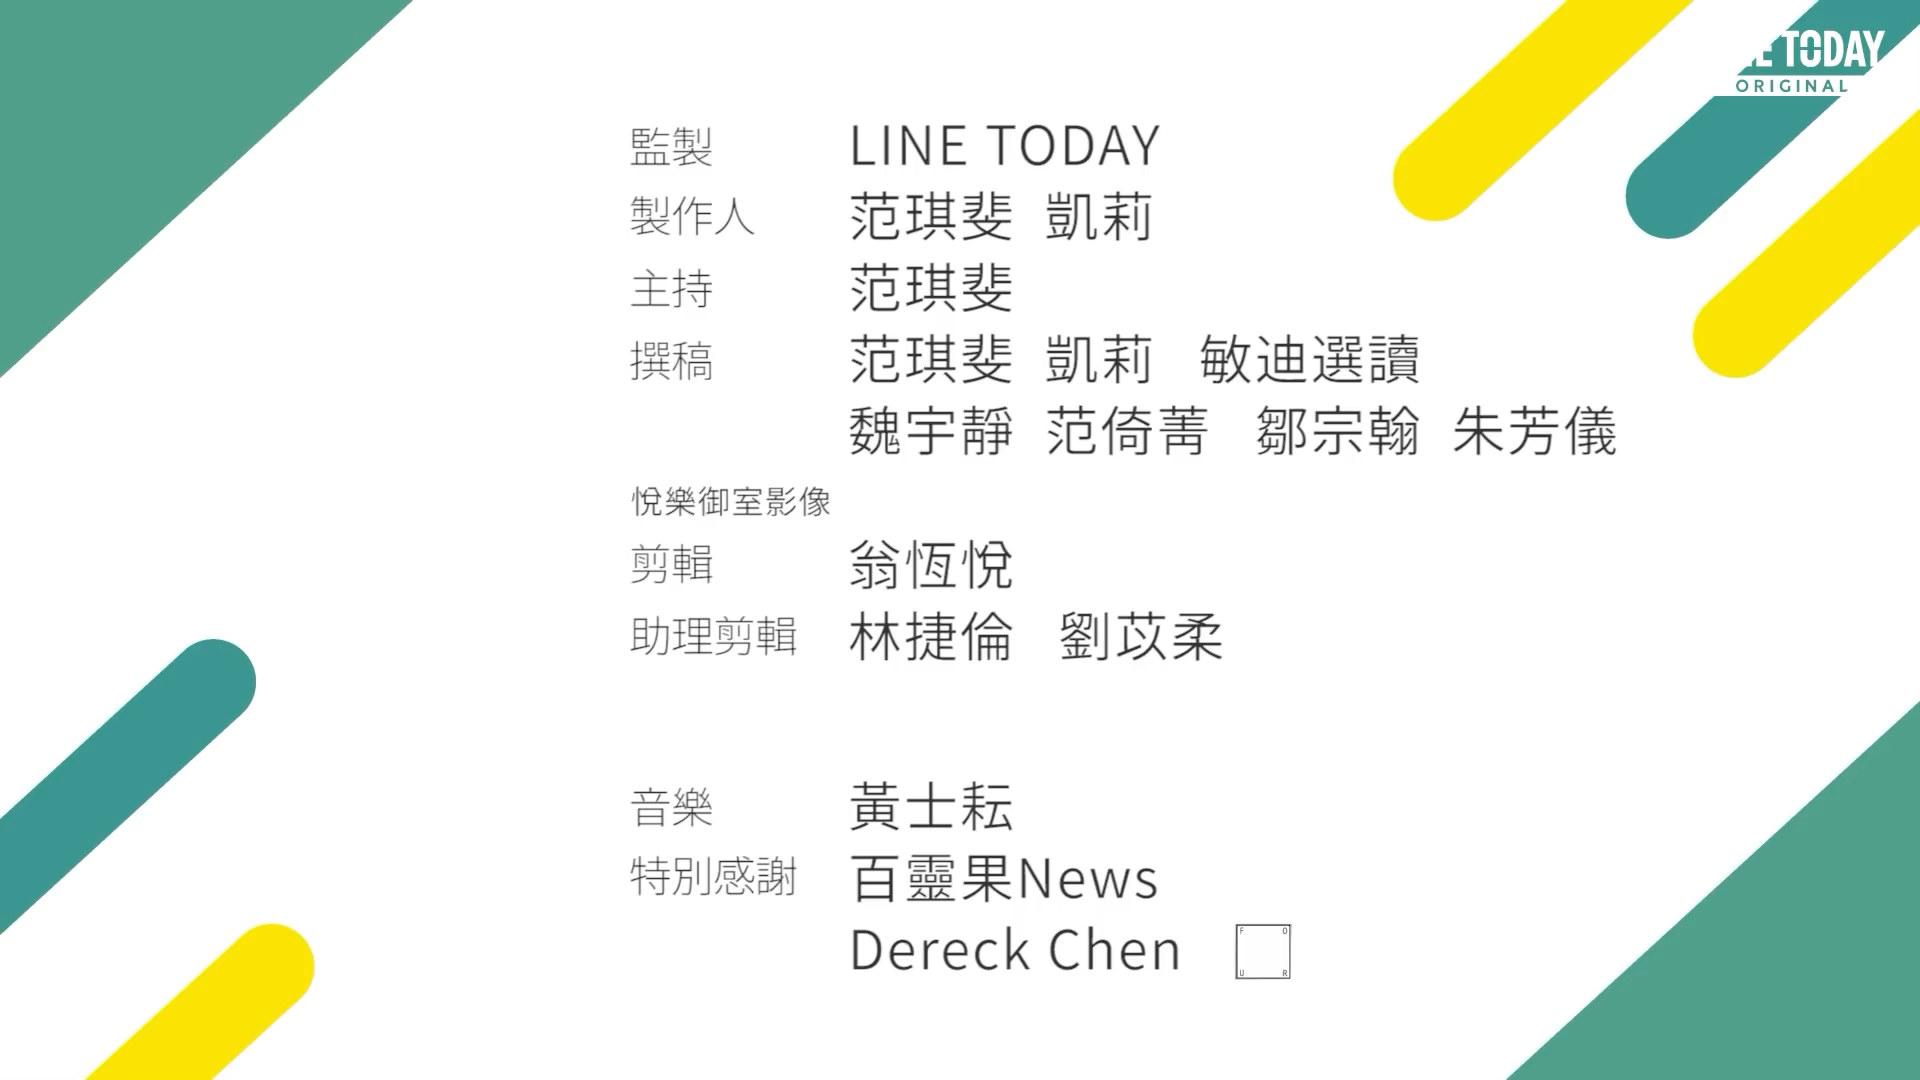 E TODAY
ORIGINAL
監製 LINE TODAY
製作人 范琪斐 凱莉
主持 范琪斐
撰稿 范琪斐 凱莉 敏迪選讀
魏宇靜 范倚菁 鄒宗翰 朱芳儀
悅樂御室影像
剪輯 翁恆悅
助理剪輯 林捷倫 劉苡柔
音樂 黃士耘
特別感謝 百靈果News
Dereck Chen
F O
U R